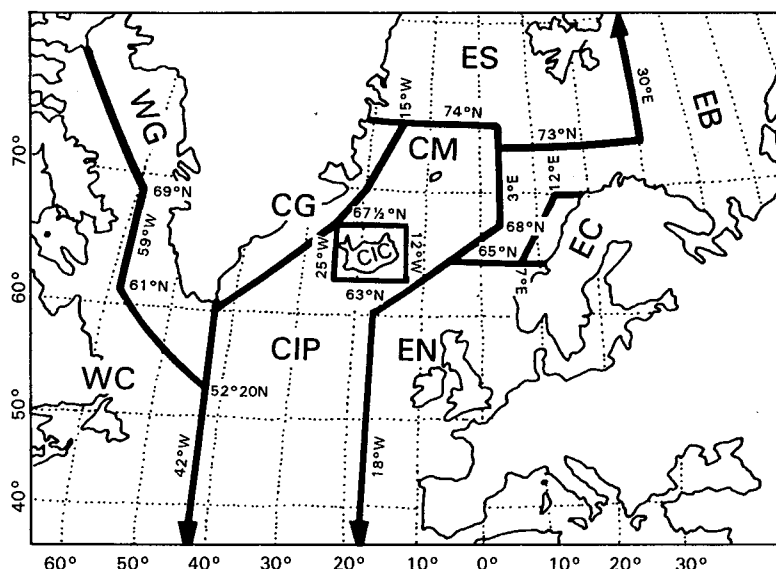 ES
WG
15°W
74°N
30°E
EB
73°N
70°
CM
12°E
3°E
69°N
CG
67½°N
68°N
EC
59°W
25°W
CIC
12°W
65°N
7°E
61°N
63°N
60°
CIP
EN
WC
52°20N
50°
42°W
18°W
40°
60° 50° 40° 30° 20° 10° 0° 10° 20° 30°